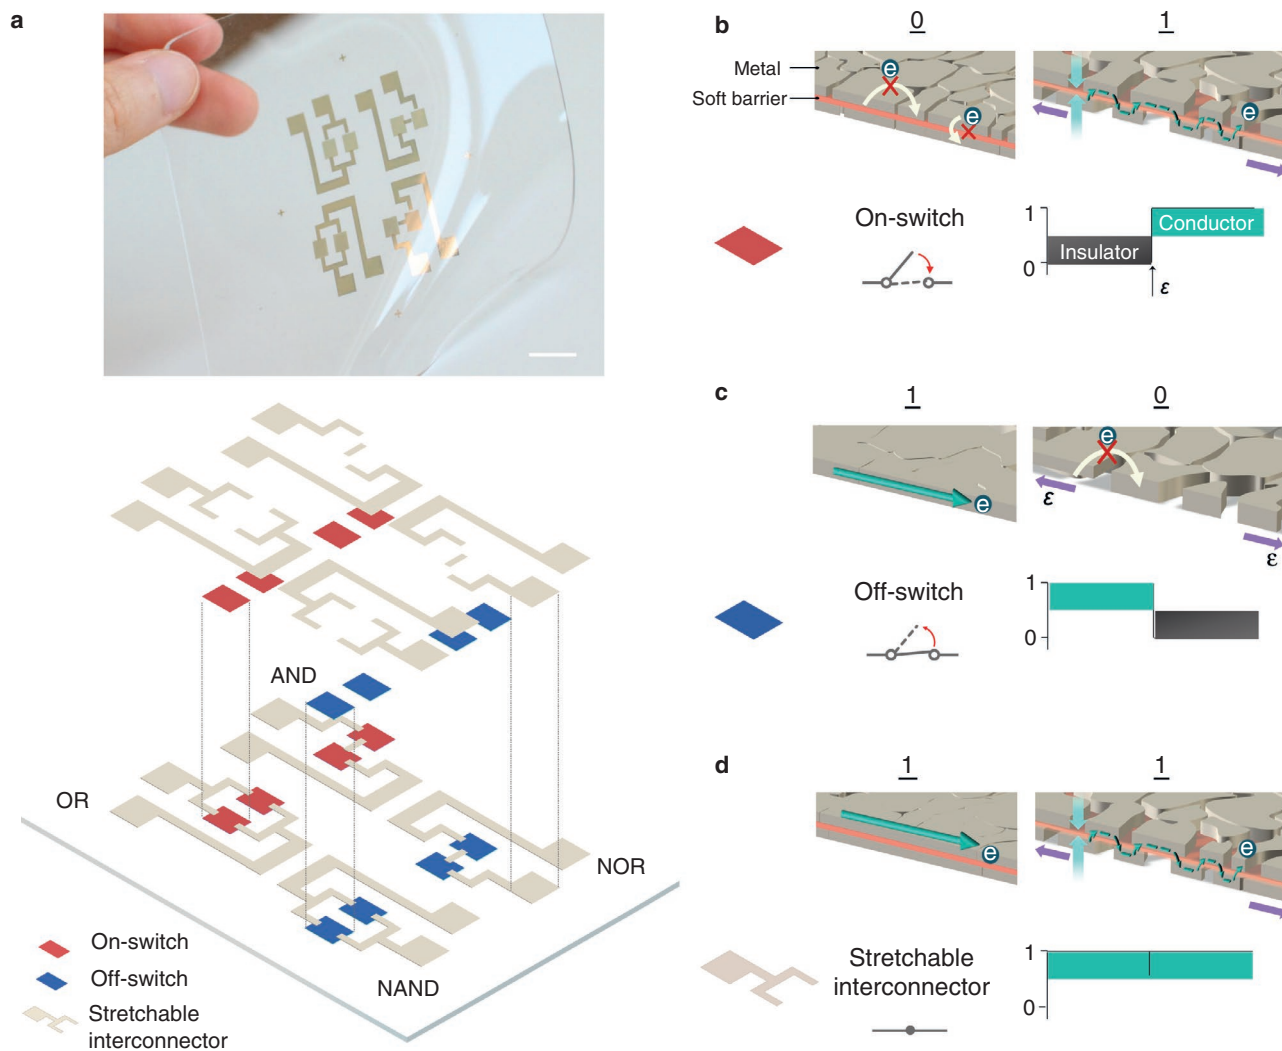 a
AND
OR
NOR
NAND
On-switch
Off-switch
Stretchable
interconnector
b
0
1
Metal
Soft barrier
e
e
e
On-switch
1
0
Insulator
Conductor
ε
c
1
0
e
e
ε
ε
Off-switch
1
0
d
1
1
e
e
Stretchable
interconnector
1
0